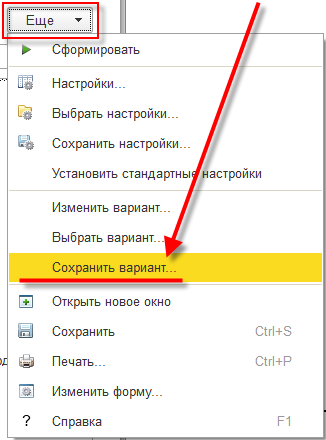 Еще
Сформировать
Настройки...
Выбрать настройки...
Сохранить настройки...
Установить стандартные настройки
Изменить вариант...
Выбрать вариант...
Сохранить вариант...
Открыть новое окно
Сохранить Ctrl+S
Печать... Ctrl+P
Изменить форму...
? Справка F1